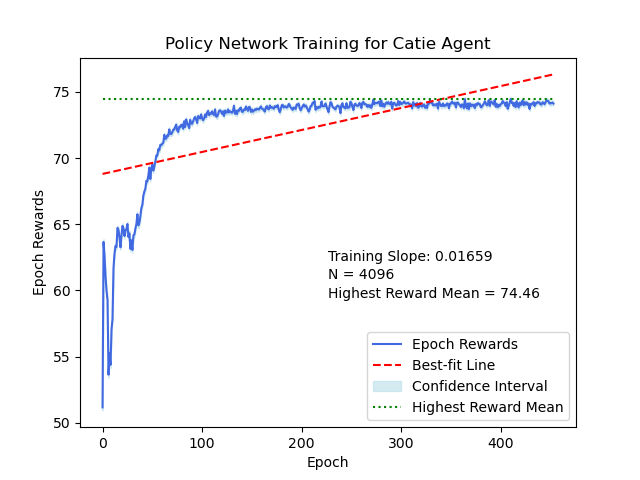 Policy Network Training for Catie Agent
Epoch Rewards
75
70
65
60
55
50
Training Slope: 0.01659
N = 4096
Highest Reward Mean = 74.46
Epoch Rewards
Best-fit Line
Confidence Interval
Highest Reward Mean
0
100
200
300
400
Epoch